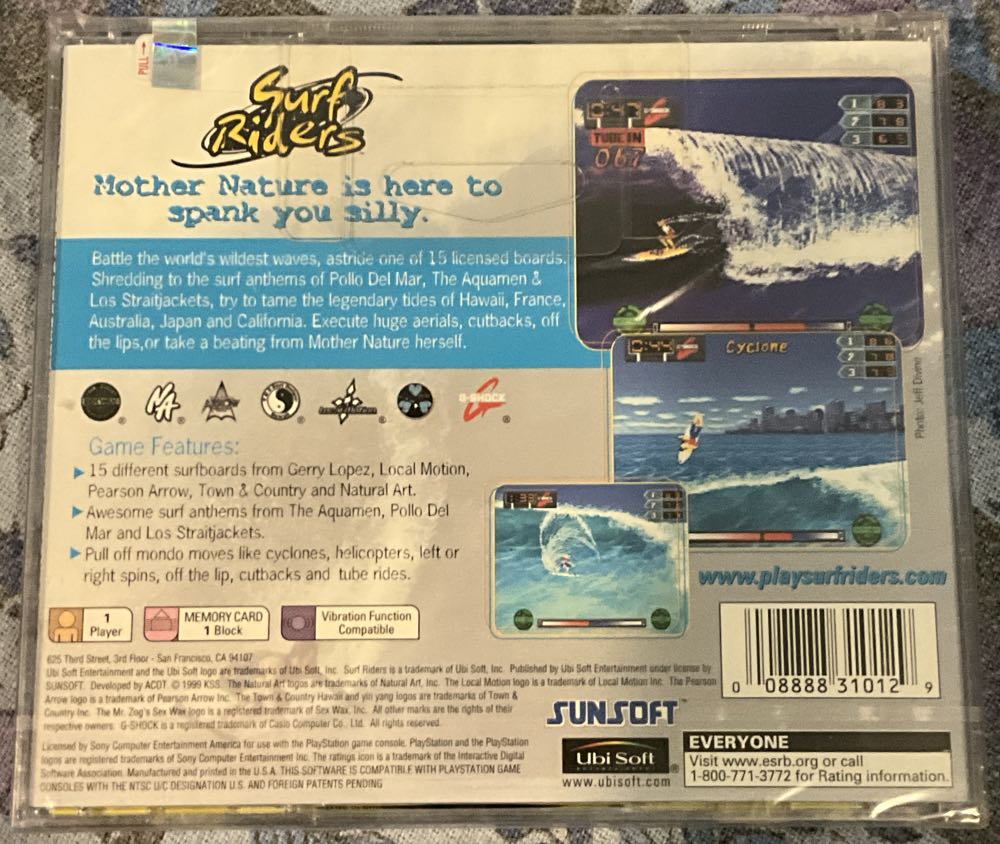 PULL→
Surf
Riders
Mother Nature is here to
spank you silly.
Battle the world's wildest waves, astride one of 15 licensed boards.
Shredding to the surf anthems of Pollo Del Mar, The Aquamen &
Los Straitjackets, try to tame the legendary tides of Hawaii, France,
Australia, Japan and California. Execute huge aerials, cutbacks, off
the lips,or take a beating from Mother Nature herself.
TUBE IN
Cyclone
Photo: Jeff Divine
G-SHOCK
Game Features:
15 different surfboards from Gerry Lopez, Local Motion,
Pearson Arrow, Town & Country and Natural Art.
Awesome surf anthems from The Aquamen, Pollo Del
Mar and Los Straitjackets.
Pull off mondo moves like cyclones, helicopters, left or
right spins, off the lip, cutbacks and tube rides.
www.playsurfriders.com
1
Player
MEMORY CARD
1 Block
Vibration Function
Compatible
625 Third Street, 3rd Floor - San Francisco, CA 94107
Ubi Soft Entertainment and the Ubi Soft logo are trademarks of Ubi Soft, Inc. Surf Riders is a trademark of Ubi Soft, Inc. Published by Ubi Soft Entertainment under license by
SUNSOFT. Developed by ACOT. © 1999 KSS. The Natural Art logos are trademarks of Natural Art, Inc. The Local Motion logo is a trademark of Local Motion Inc. The Pearson
Arrow logo is a trademark of Pearson Arrow Inc. The Town & Country Hawaii and yin yang logos are trademarks of Town &
Country Inc. The Mr. Zog's Sex Wax logo is a registered trademark of Sex Wax, Inc. All other marks are the rights of their
respective owners. G-SHOCK is a registered trademark of Casio Computer Co., Ltd. All rights reserved.
Licensed by Sony Computer Entertainment America for use with the PlayStation game console. PlayStation and the PlayStation
logos are registered trademarks of Sony Computer Entertainment Inc. The ratings icon is a trademark of the Interactive Digital
Software Association. Manufactured and printed in the U.S.A. THIS SOFTWARE IS COMPATIBLE WITH PLAYSTATION GAME
CONSOLES WITH THE NTSC U/C DESIGNATION U.S. AND FOREIGN PATENTS PENDING
SUNSOFT™
Ubi Soft
ENTERTAINMENT
www.ubisoft.com
0 08888 31012 9
EVERYONE
Visit www.esrb.org or call
1-800-771-3772 for Rating information.